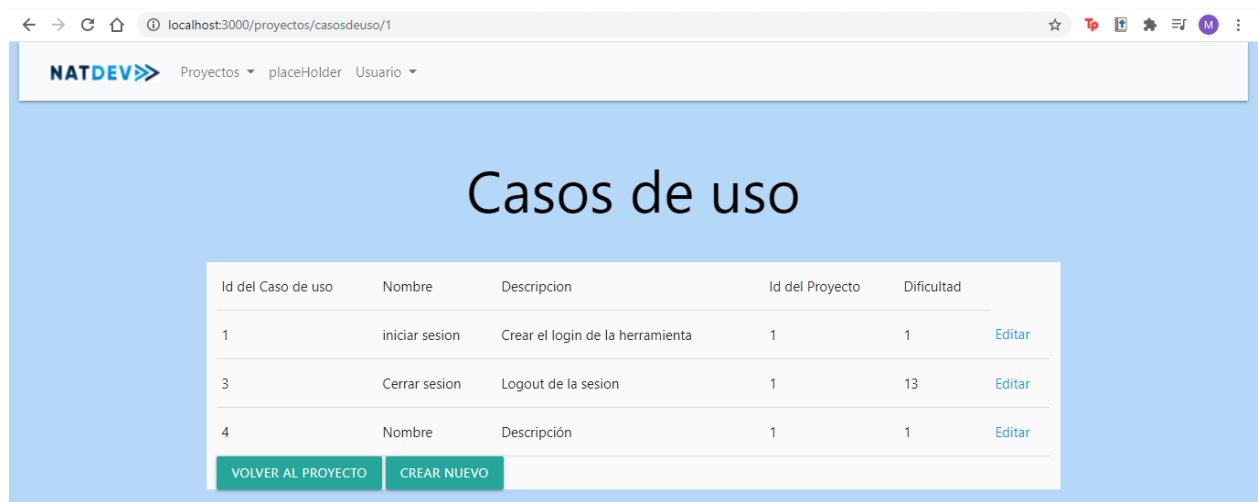 localhost:3000/proyectos/casosdeuso/1
Tp M
NATDEV Proyectos placeHolder Usuario
Casos de uso
Id del Caso de uso Nombre Descripcion Id del Proyecto Dificultad
1 iniciar sesion Crear el login de la herramienta 1 1 Editar
3 Cerrar sesion Logout de la sesion 1 13 Editar
4 Nombre Descripción 1 1 Editar
VOLVER AL PROYECTO CREAR NUEVO